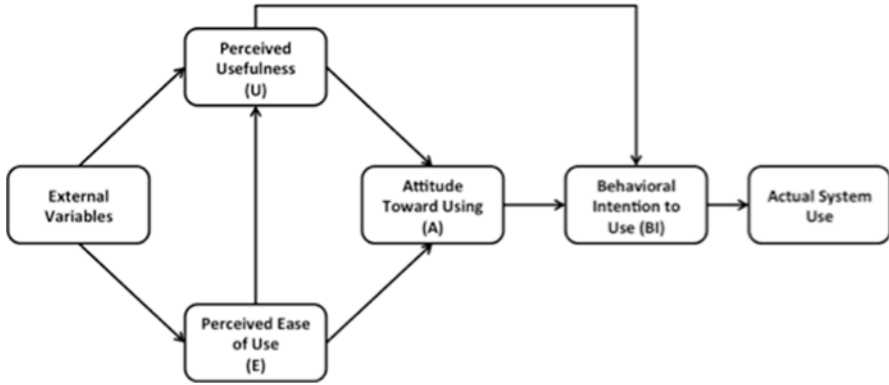 Perceived
Usefulness
(U)
External
Variables
Attitude
Toward Using
(A)
Behavioral
Intention to
Use (BI)
Actual System
Use
Perceived Ease
of Use
(E)